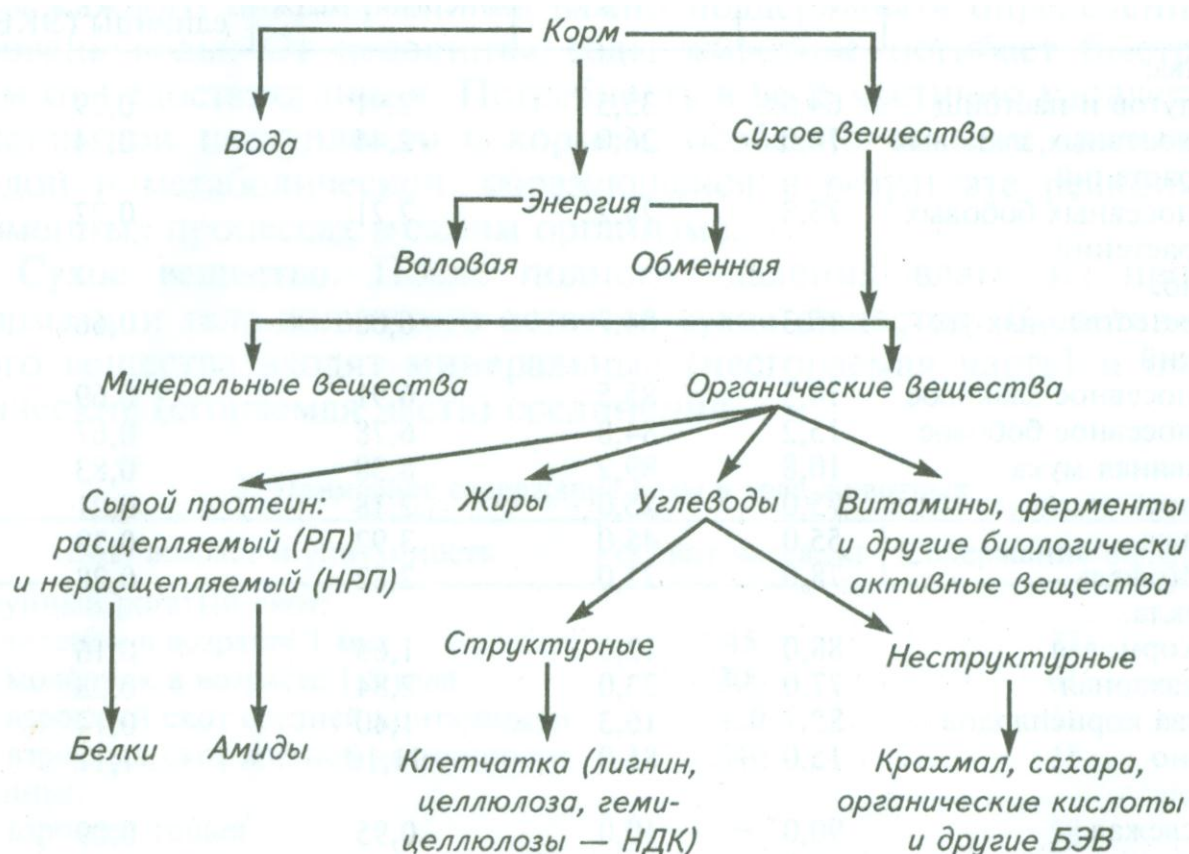 Корм
Вода
Сухое вещество
Энергия
Валовая
Обменная
Минеральные вещества
Органические вещества
Сырой протеин:
расщепляемый (РП)
и нерасщепляемый (НРП)
Жиры
Углеводы
Витамины, ферменты
и другие биологически
активные вещества
Структурные
Неструктурные
Белки
Амиды
Клетчатка (лигнин,
целлюлоза, геми-
целлюлозы — НДК)
Крахмал, сахара,
органические кислоты
и другие БЭВ